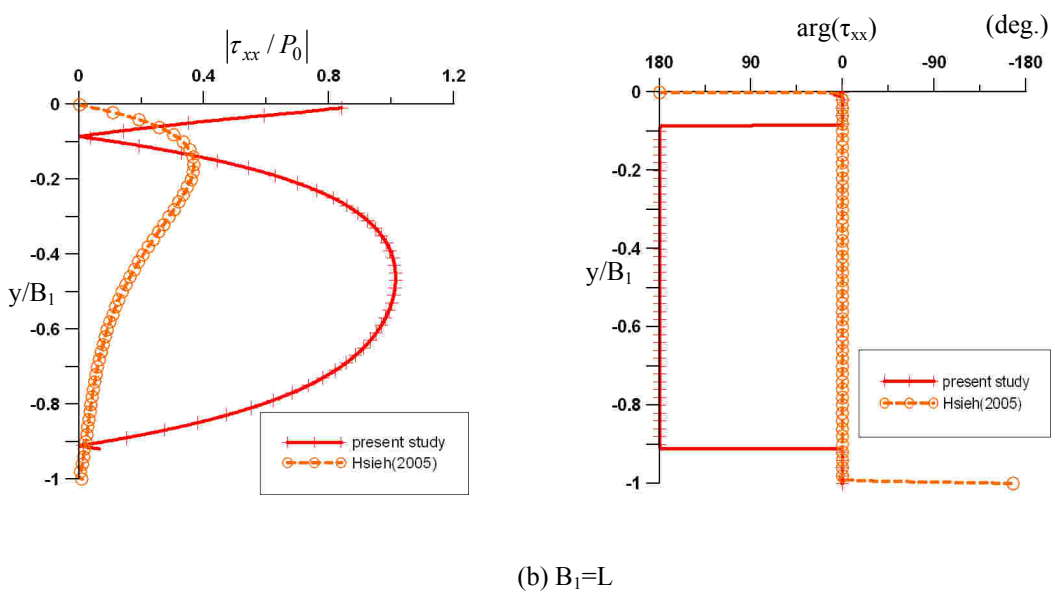 |τxx / P0|
0 0.4 0.8 1.2
0
-0.2
-0.4
y/B1
-0.6
-0.8
-1
present study
Hsieh(2005)
arg(τxx) (deg.)
180 90 0 -90 -180
0
-0.2
-0.4
y/B1
-0.6
-0.8
-1
present study
Hsieh(2005)
(b) B1=L